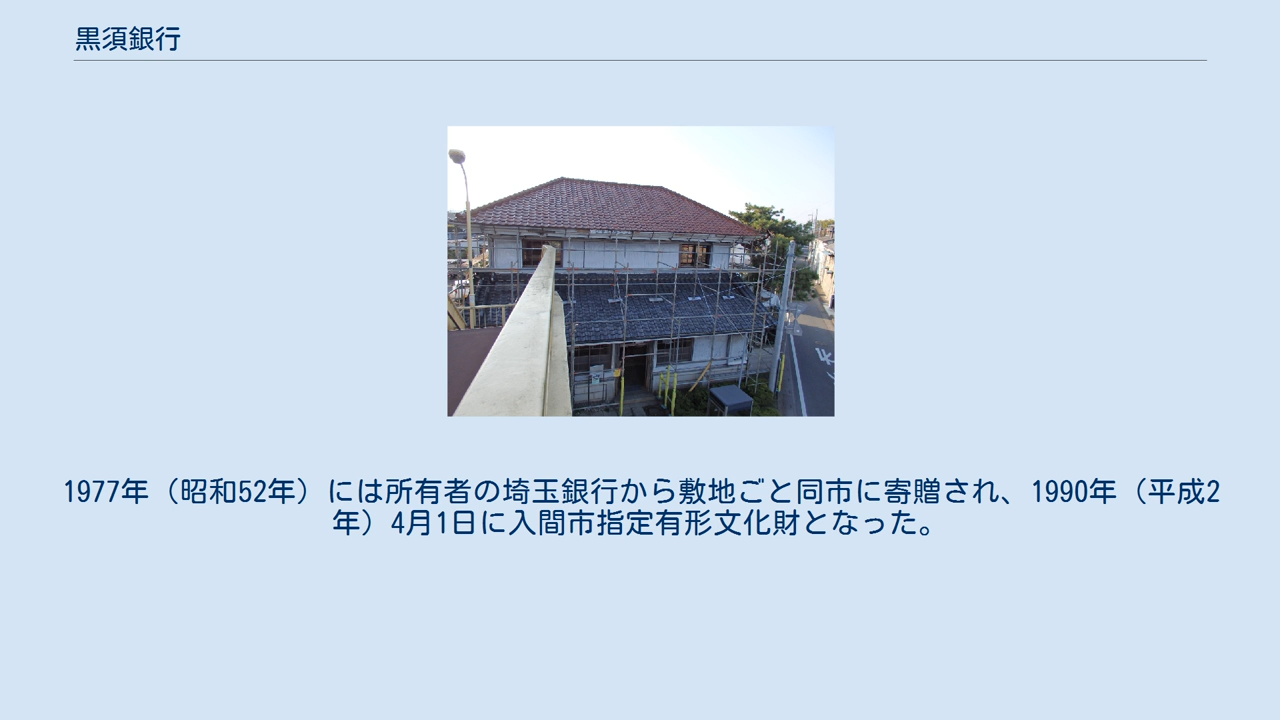 黒須銀行
1977年（昭和52年）には所有者の埼玉銀行から敷地ごと同市に寄贈され、1990年（平成2
年）4月1日に入間市指定有形文化財となった。